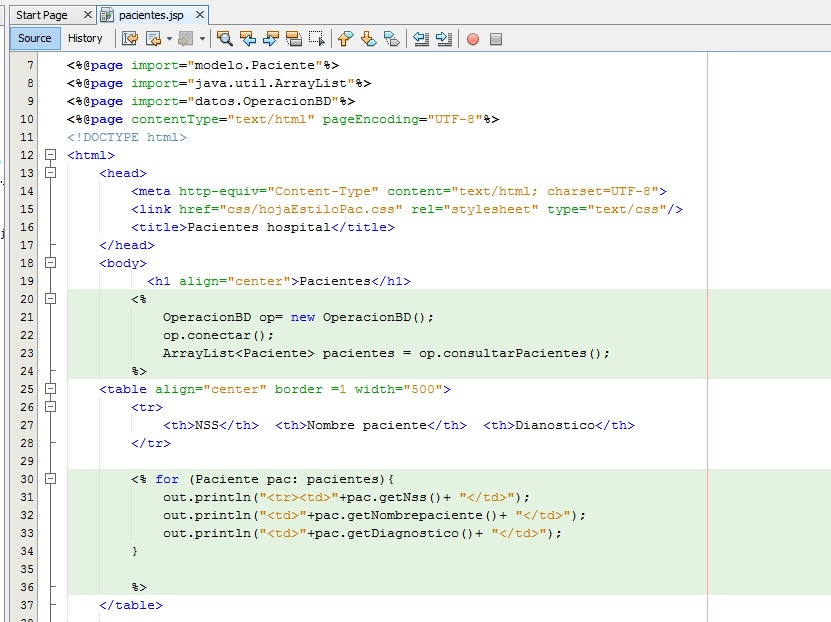 Start Page pacientes.jsp
Source History
7 <%@page import="modelo.Paciente"%>
8 <%@page import="java.util.ArrayList"%>
9 <%@page import="datos.OperacionBD"%>
10 <%@page contentType="text/html" pageEncoding="UTF-8"%>
11 <!DOCTYPE html>
12 <html>
13 <head>
14 <meta http-equiv="Content-Type" content="text/html; charset=UTF-8">
15 <link href="css/hojaEstiloPac.css" rel="stylesheet" type="text/css"/>
16 <title>Pacientes hospital</title>
17 </head>
18 <body>
19 <h1 align="center">Pacientes</h1>
20 <%
21 OperacionBD op= new OperacionBD();
22 op.conectar();
23 ArrayList<Paciente> pacientes = op.consultarPacientes();
24 %>
25 <table align="center" border =1 width="500">
26 <tr>
27 <th>NSS</th> <th>Nombre paciente</th> <th>Dianostico</th>
28 </tr>
29
30 <% for (Paciente pac: pacientes){
31 out.println("<tr><td>"+pac.getNss()+ "</td>");
32 out.println("<td>"+pac.getNombrepaciente()+ "</td>");
33 out.println("<td>"+pac.getDiagnostico()+ "</td>");
34 }
35
36 %>
37 </table>